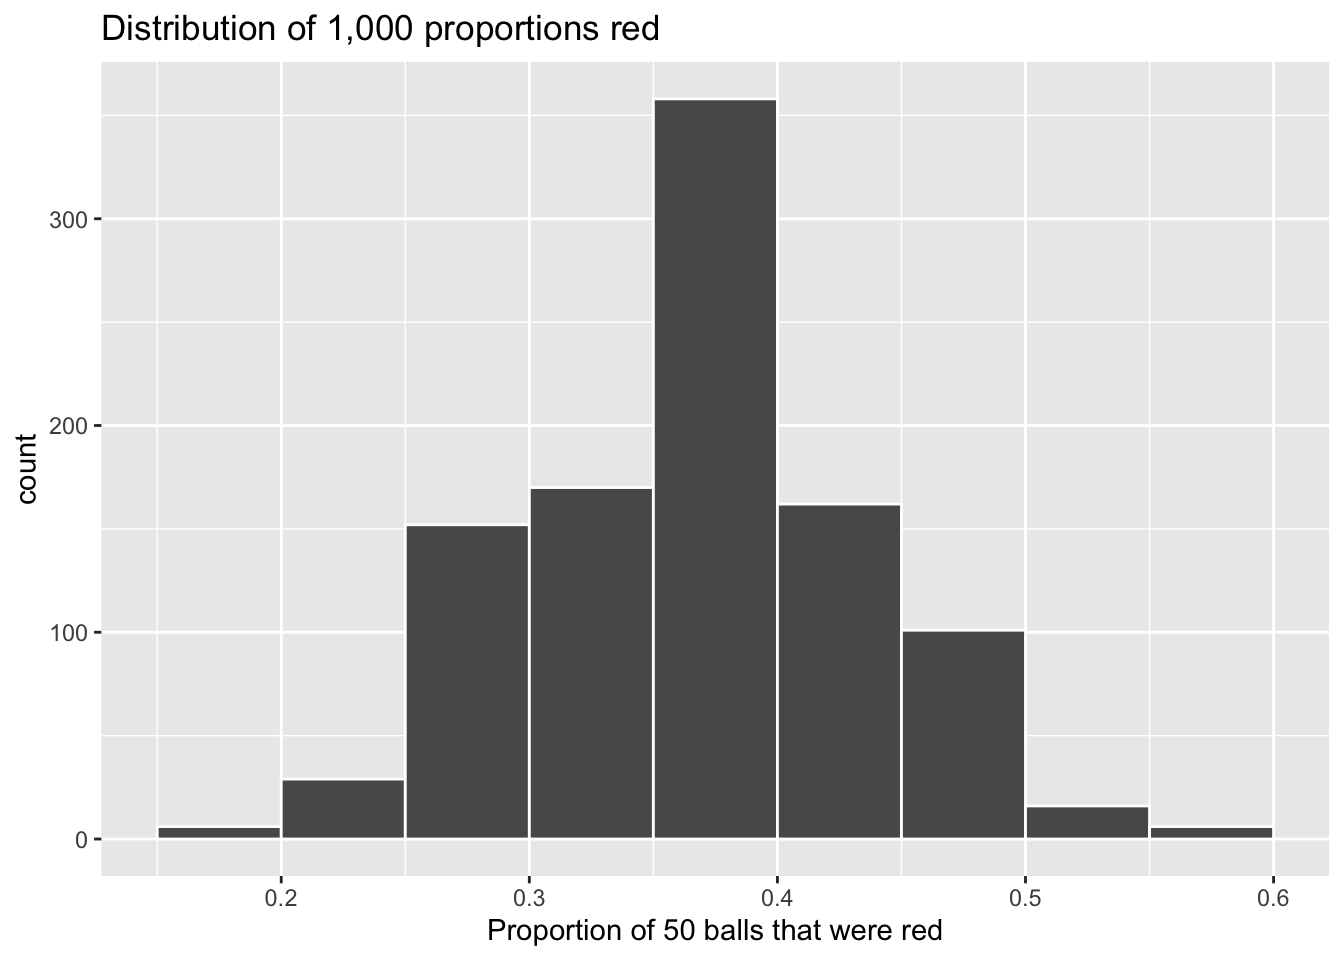 Distribution of 1,000 proportions red
300
200
100
0
count
0.2 0.3 0.4 0.5 0.6
Proportion of 50 balls that were red